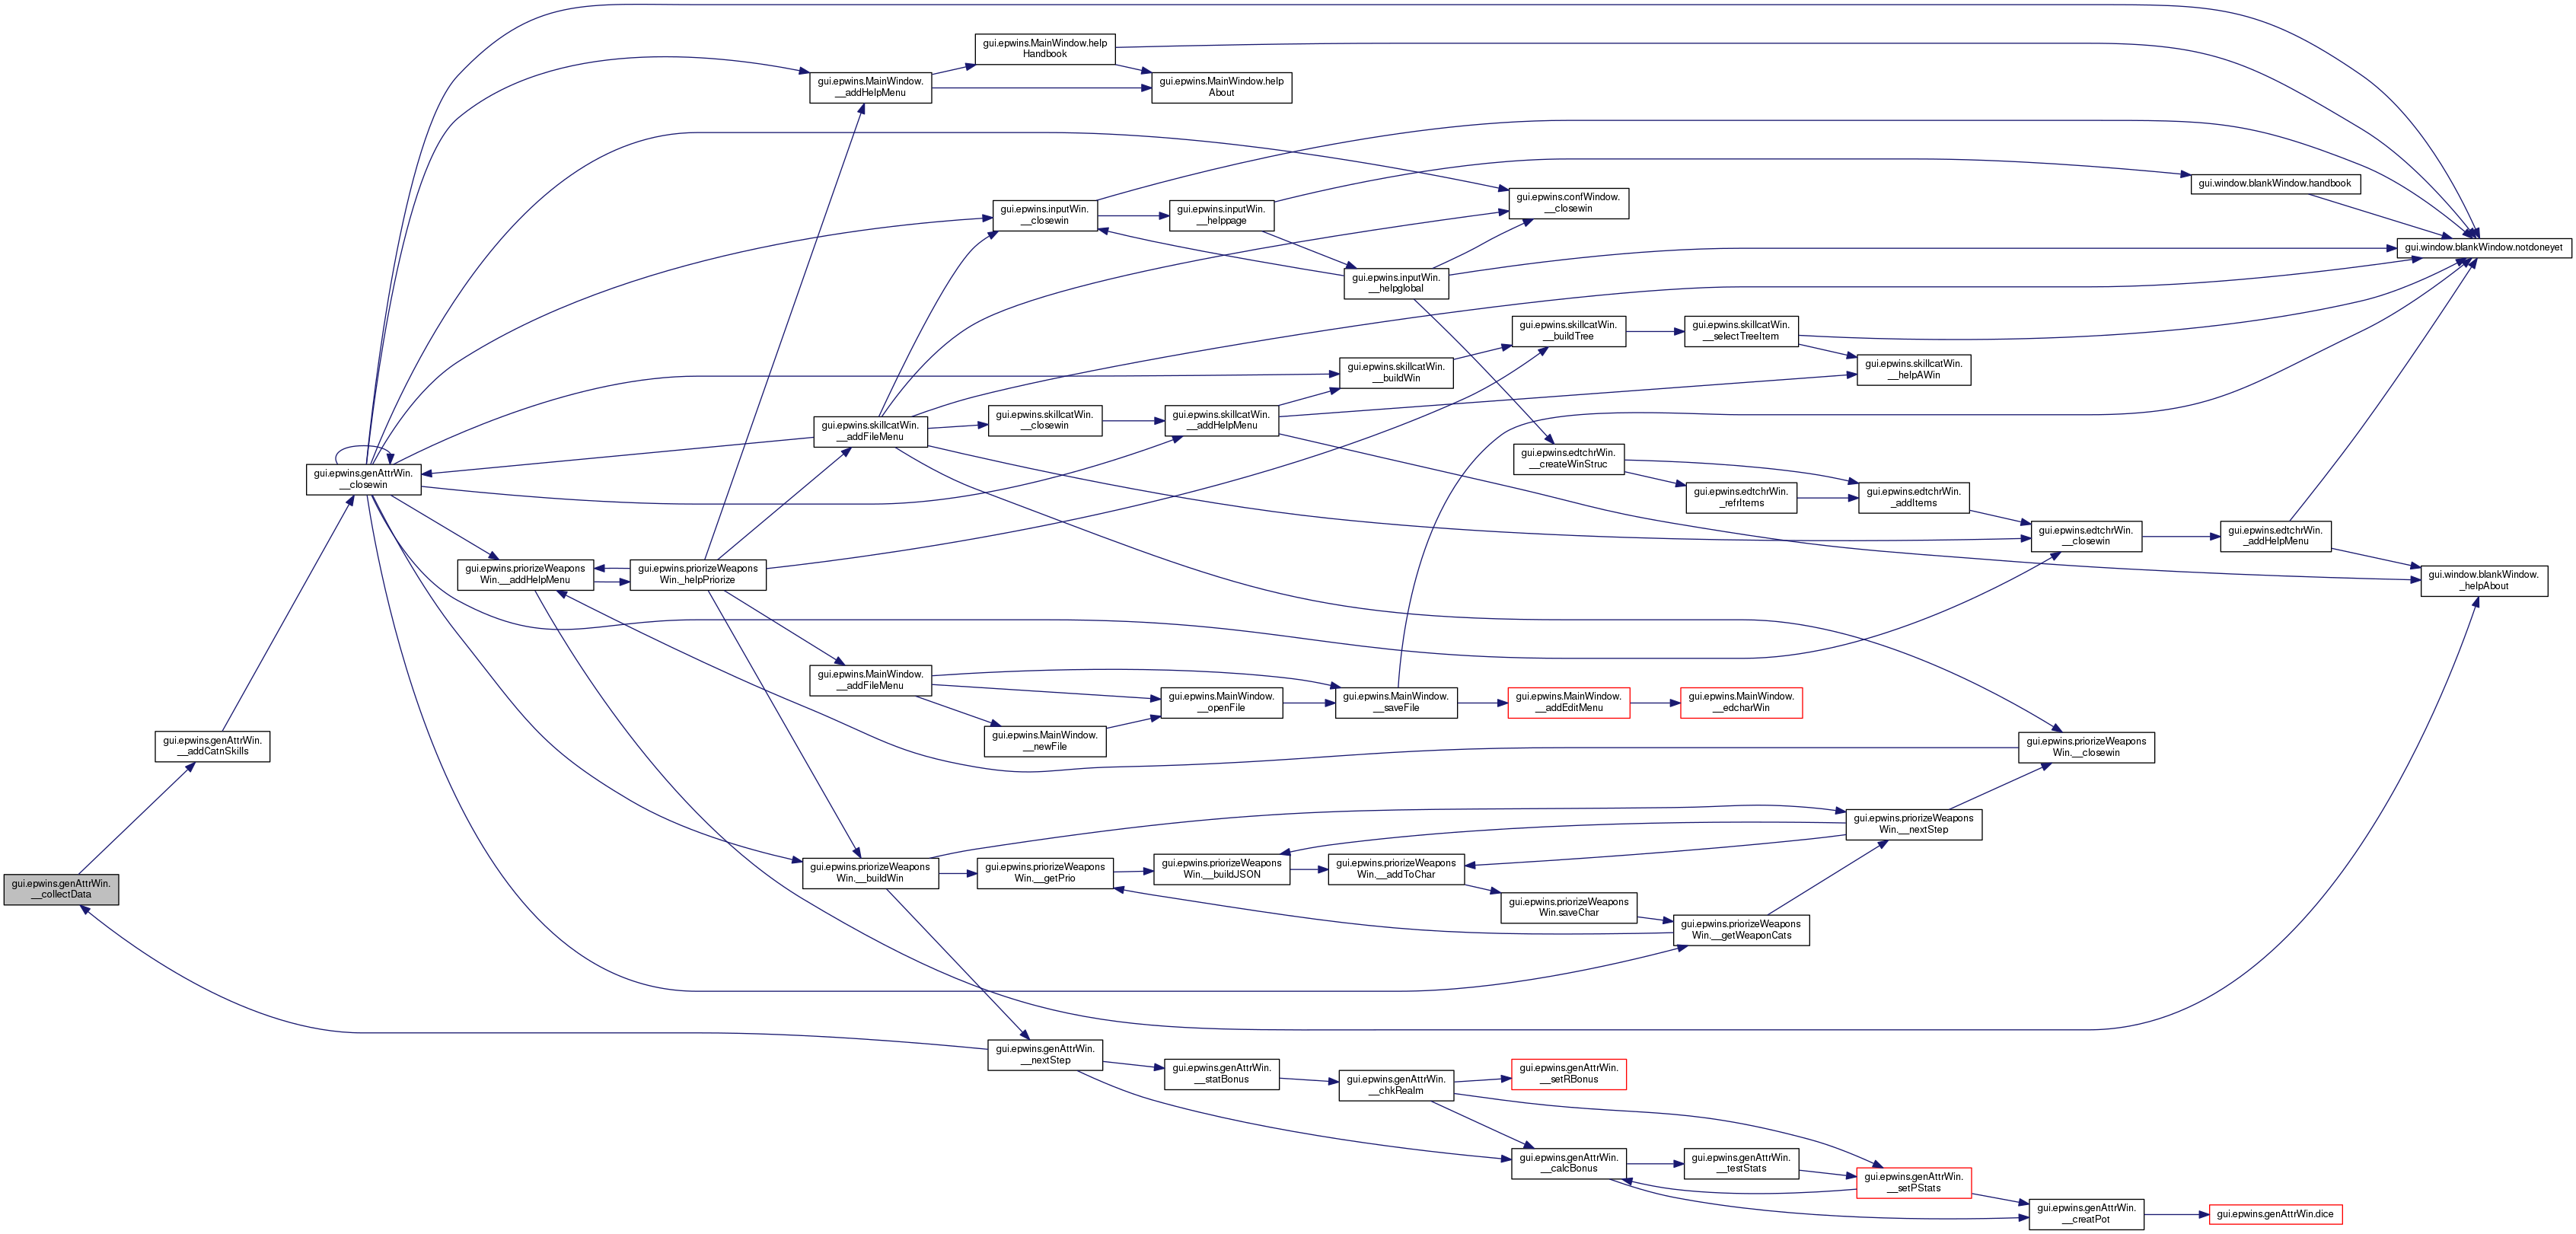 gui.epwins.MainWindow.help
Handbook
gui.epwins.MainWindow.
__addHelpMenu
gui.epwins.MainWindow.help
About
gui.window.blankWindow.handbook
gui.epwins.confWindow.
__closewin
gui.epwins.inputWin.
__closewin
gui.epwins.inputWin.
__helppage
gui.window.blankWindow.notdoneyet
gui.epwins.inputWin.
__helpglobal
gui.epwins.skillcatWin.
__buildTree
gui.epwins.skillcatWin.
__selectTreeItem
gui.epwins.skillcatWin.
__buildWin
gui.epwins.skillcatWin.
__helpAWin
gui.epwins.skillcatWin.
__addFileMenu
gui.epwins.skillcatWin.
__closewin
gui.epwins.skillcatWin.
__addHelpMenu
gui.epwins.edtchrWin.
__createWinStruc
gui.epwins.genAttrWin.
__closewin
gui.epwins.edtchrWin.
_refrItems
gui.epwins.edtchrWin.
_addItems
gui.epwins.edtchrWin.
__closewin
gui.epwins.edtchrWin.
_addHelpMenu
gui.epwins.priorizeWeapons
Win.__addHelpMenu
gui.epwins.priorizeWeapons
Win._helpPriorize
gui.window.blankWindow.
_helpAbout
gui.epwins.MainWindow.
__addFileMenu
gui.epwins.MainWindow.
__openFile
gui.epwins.MainWindow.
__saveFile
gui.epwins.MainWindow.
__addEditMenu
gui.epwins.MainWindow.
__edcharWin
gui.epwins.MainWindow.
__newFile
gui.epwins.genAttrWin.
__addCatnSkills
gui.epwins.priorizeWeapons
Win.__closewin
gui.epwins.priorizeWeapons
Win.__nextStep
gui.epwins.genAttrWin.
__collectData
gui.epwins.priorizeWeapons
Win.__buildWin
gui.epwins.priorizeWeapons
Win.__getPrio
gui.epwins.priorizeWeapons
Win.__buildJSON
gui.epwins.priorizeWeapons
Win.__addToChar
gui.epwins.priorizeWeapons
Win.saveChar
gui.epwins.priorizeWeapons
Win.__getWeaponCats
gui.epwins.genAttrWin.
__nextStep
gui.epwins.genAttrWin.
__statBonus
gui.epwins.genAttrWin.
__chkRealm
gui.epwins.genAttrWin.
__setRBonus
gui.epwins.genAttrWin.
__calcBonus
gui.epwins.genAttrWin.
__testStats
gui.epwins.genAttrWin.
__setPStats
gui.epwins.genAttrWin.
__creatPot
gui.epwins.genAttrWin.dice